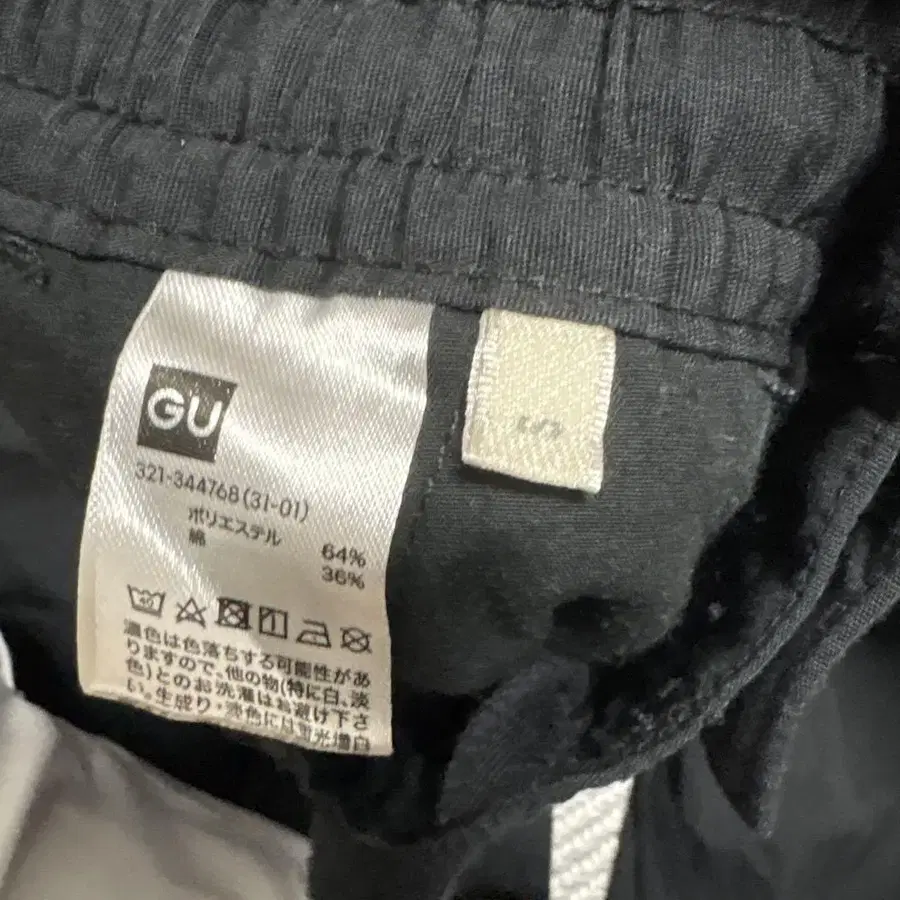 GU
321-344768(31-01)
ポリエステル 64%
綿 36%
40
濃色は色落ちする可能性があ
りますので、他の物(特に白、淡
色)とのお洗濯はお避け下さ
い。生成り・淡色には蛍光増白
S